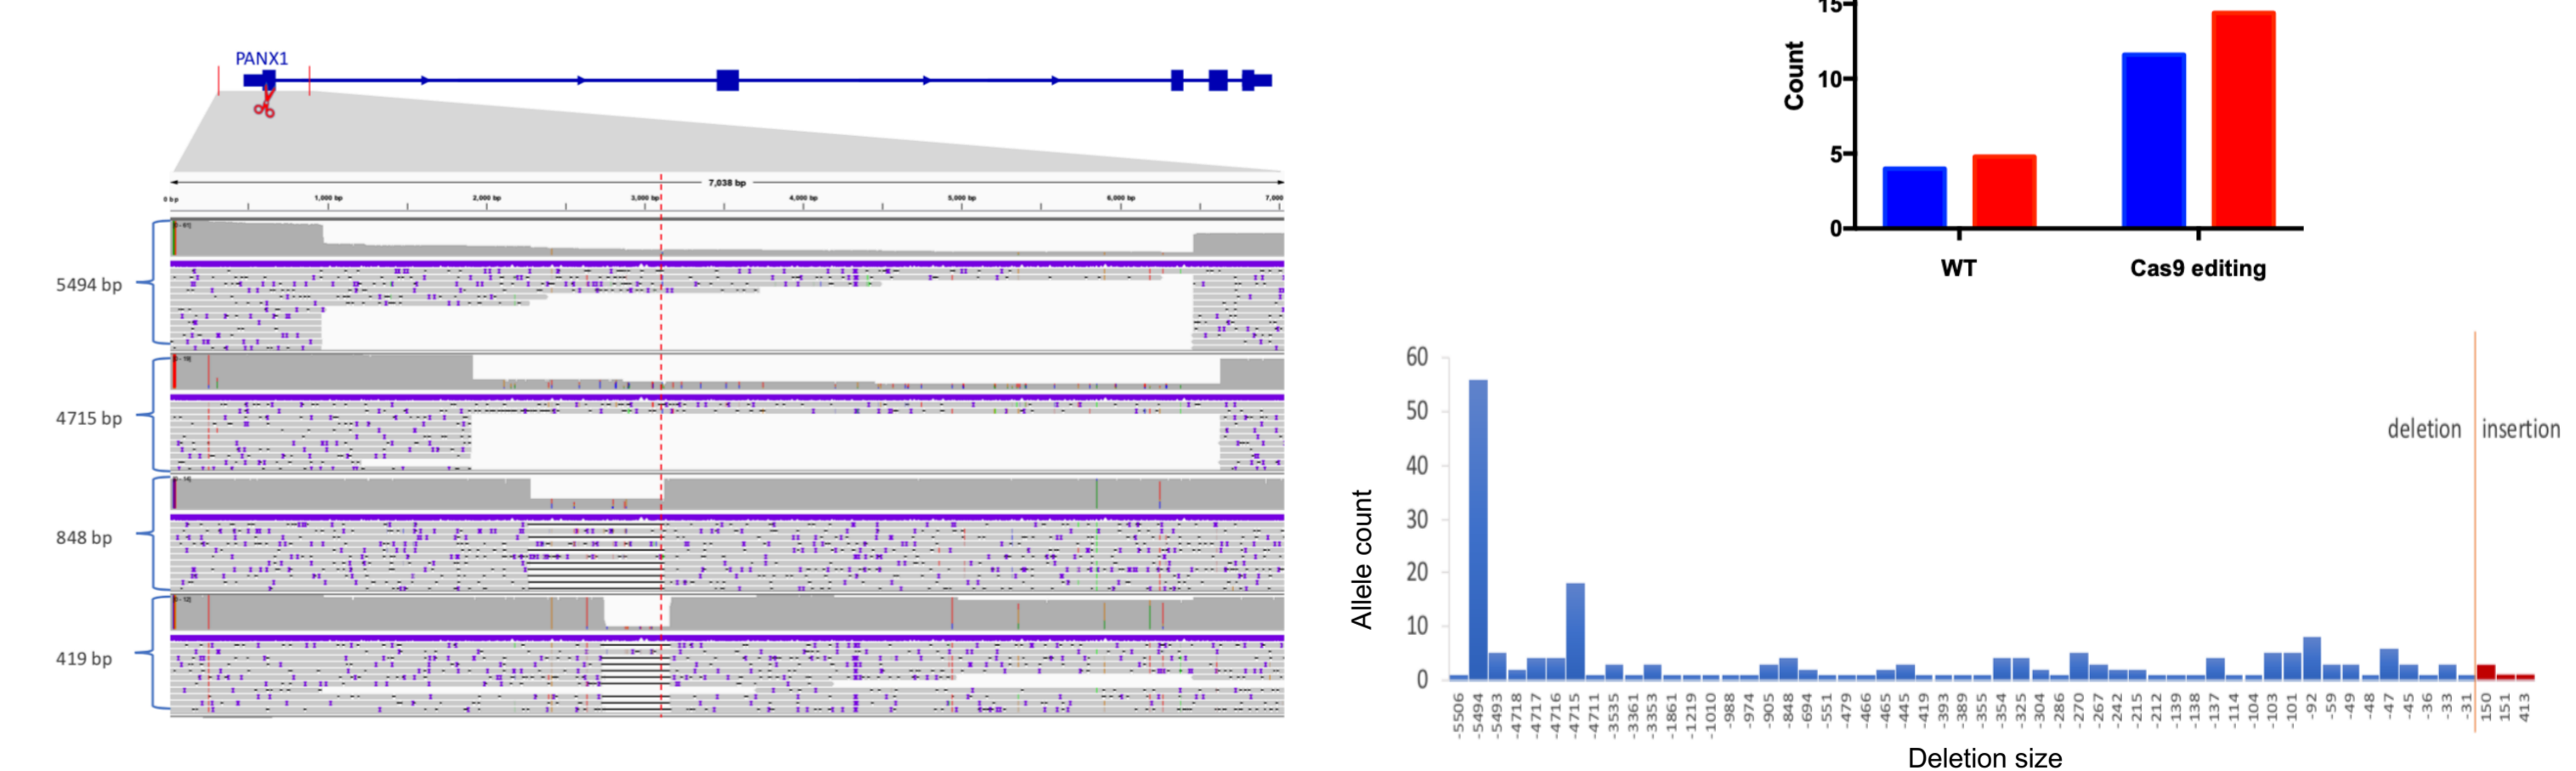 PANX1
7,038 bp
0 bp 1,000 bp 2,000 bp 3,000 bp 4,000 bp 5,000 bp 6,000 bp 7,000
5494 bp
4715 bp
848 bp
419 bp
15
10
5
0
Count
WT Cas9 editing
60
50
40
30
20
10
0
Allele count
deletion insertion
-5506 -5494 -5493 -4718 -4717 -4716 -4715 -4711 -3535 -3361 -3353 -1861 -1219 -1010 -988 -974 -905 -848 -694 -551 -479 -466 -465 -445 -419 -393 -389 -355 -354 -325 -304 -286 -270 -267 -242 -215 -212 -139 -138 -137 -114 -104 -103 -101 -92 -59 -49 -48 -47 -45 -36 -33 -31 150 151 413
Deletion size